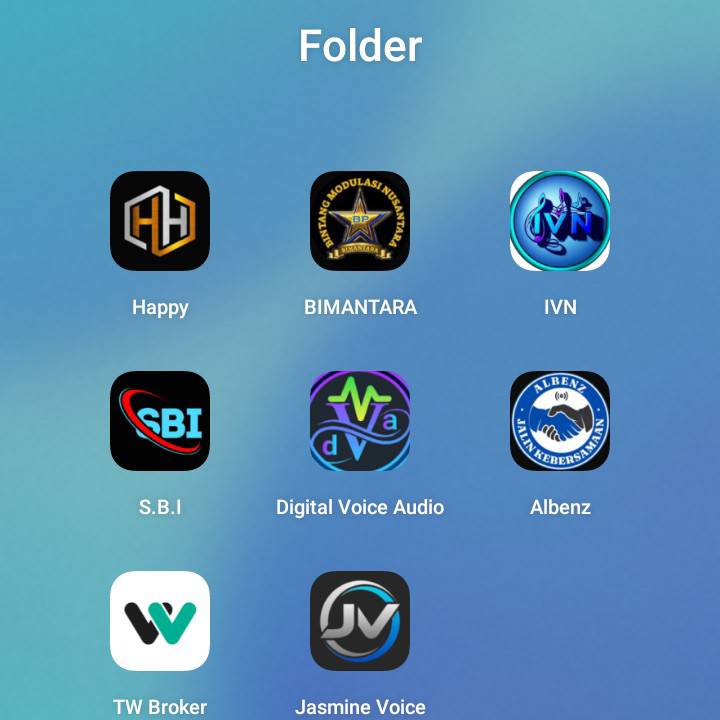 Folder
HH
BINTANG MODULASI NUSANTARA
BP
BIMANTARA
IVN
Happy
BIMANTARA
IVN
SBI
dVa
ALBENZ
JALIN KEBERSAMAAN
S.B.I
Digital Voice Audio
Albenz
W
JV
TW Broker
Jasmine Voice